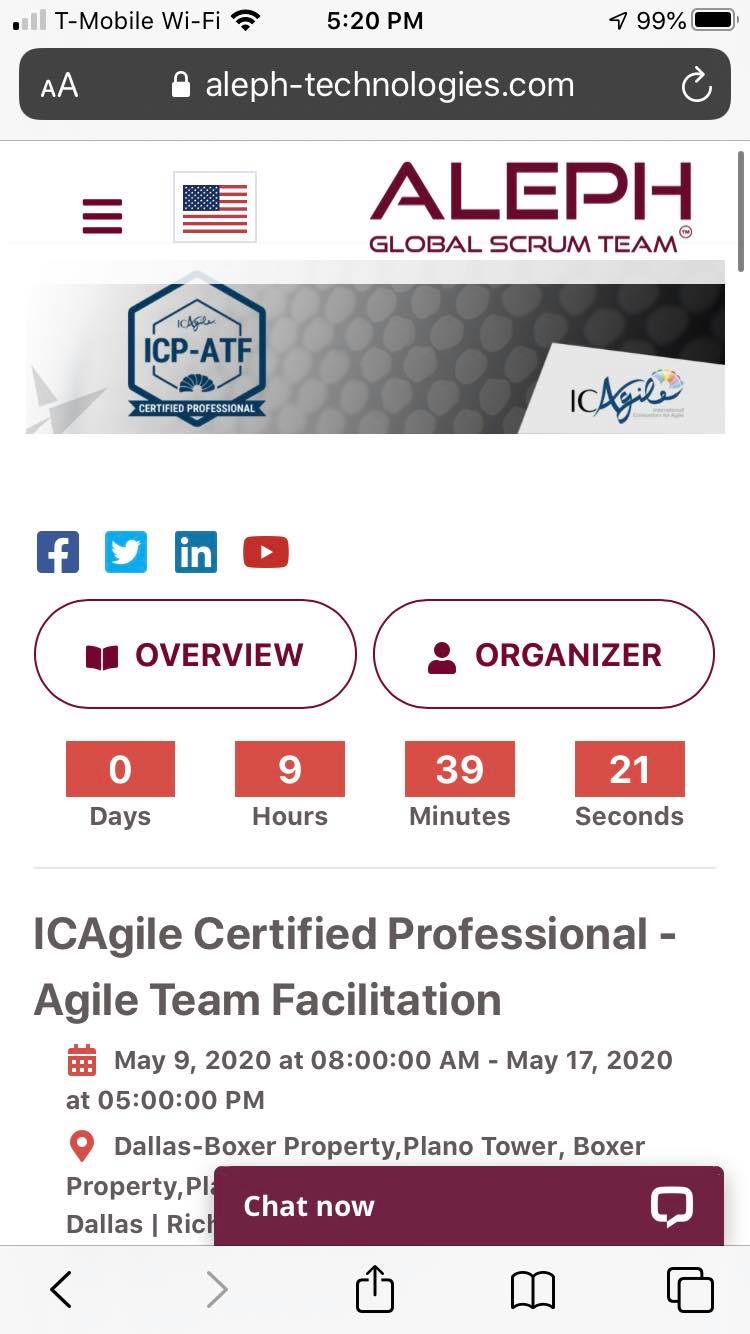 T-Mobile Wi-Fi 5:20 PM 99%
AA aleph-technologies.com
ALEPH
GLOBAL SCRUM TEAM™
ICAgile
ICP-ATF
CERTIFIED PROFESSIONAL
ICAgile
International
Consortium for Agile
OVERVIEW ORGANIZER
0 9 39 21
Days Hours Minutes Seconds
ICAgile Certified Professional -
Agile Team Facilitation
May 9, 2020 at 08:00:00 AM - May 17, 2020
at 05:00:00 PM
Dallas-Boxer Property,Plano Tower, Boxer
Property,Pla
Dallas | Rich
Chat now